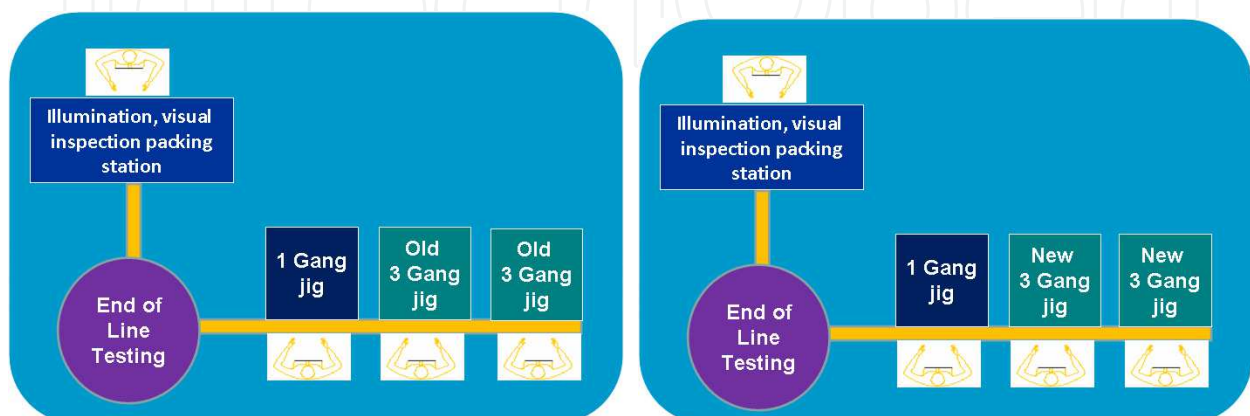 Illumination, visual
inspection packing
station
1 Gang
jig
Old
3 Gang
jig
Old
3 Gang
jig
End of
Line
Testing
Illumination, visual
inspection packing
station
1 Gang
jig
New
3 Gang
jig
New
3 Gang
jig
End of
Line
Testing